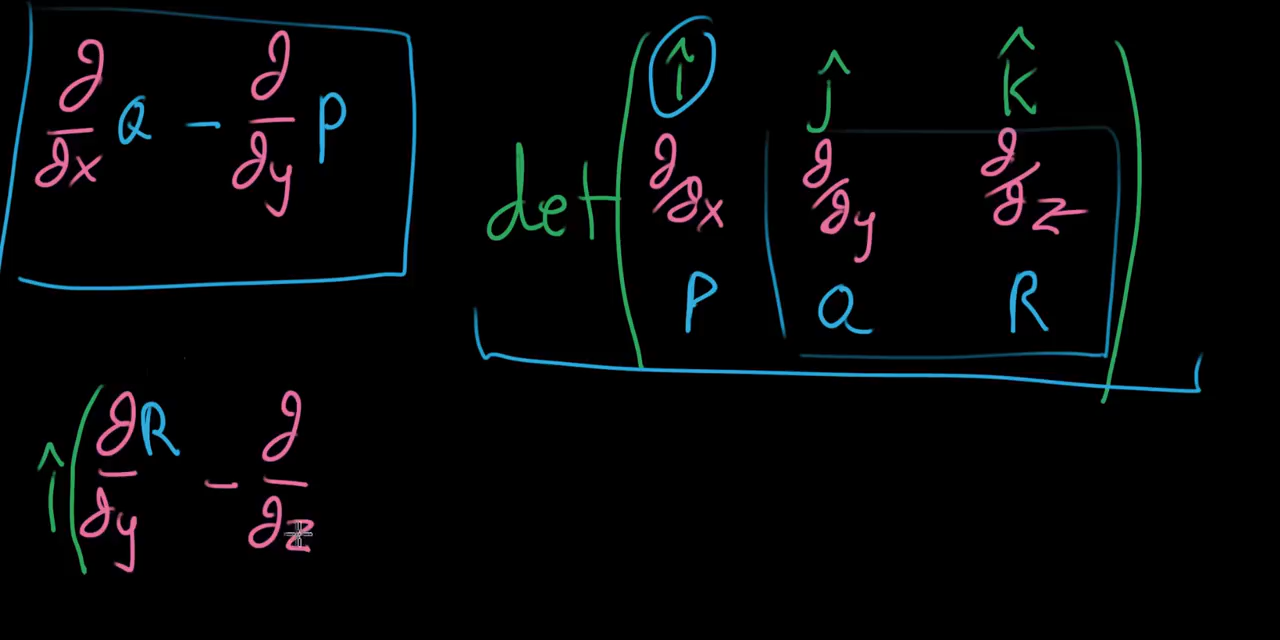 ∂/∂x Q − ∂/∂y P
det( î ĵ k̂
∂/∂x ∂/∂y ∂/∂z
P Q R )
î( ∂R/∂y − ∂/∂z